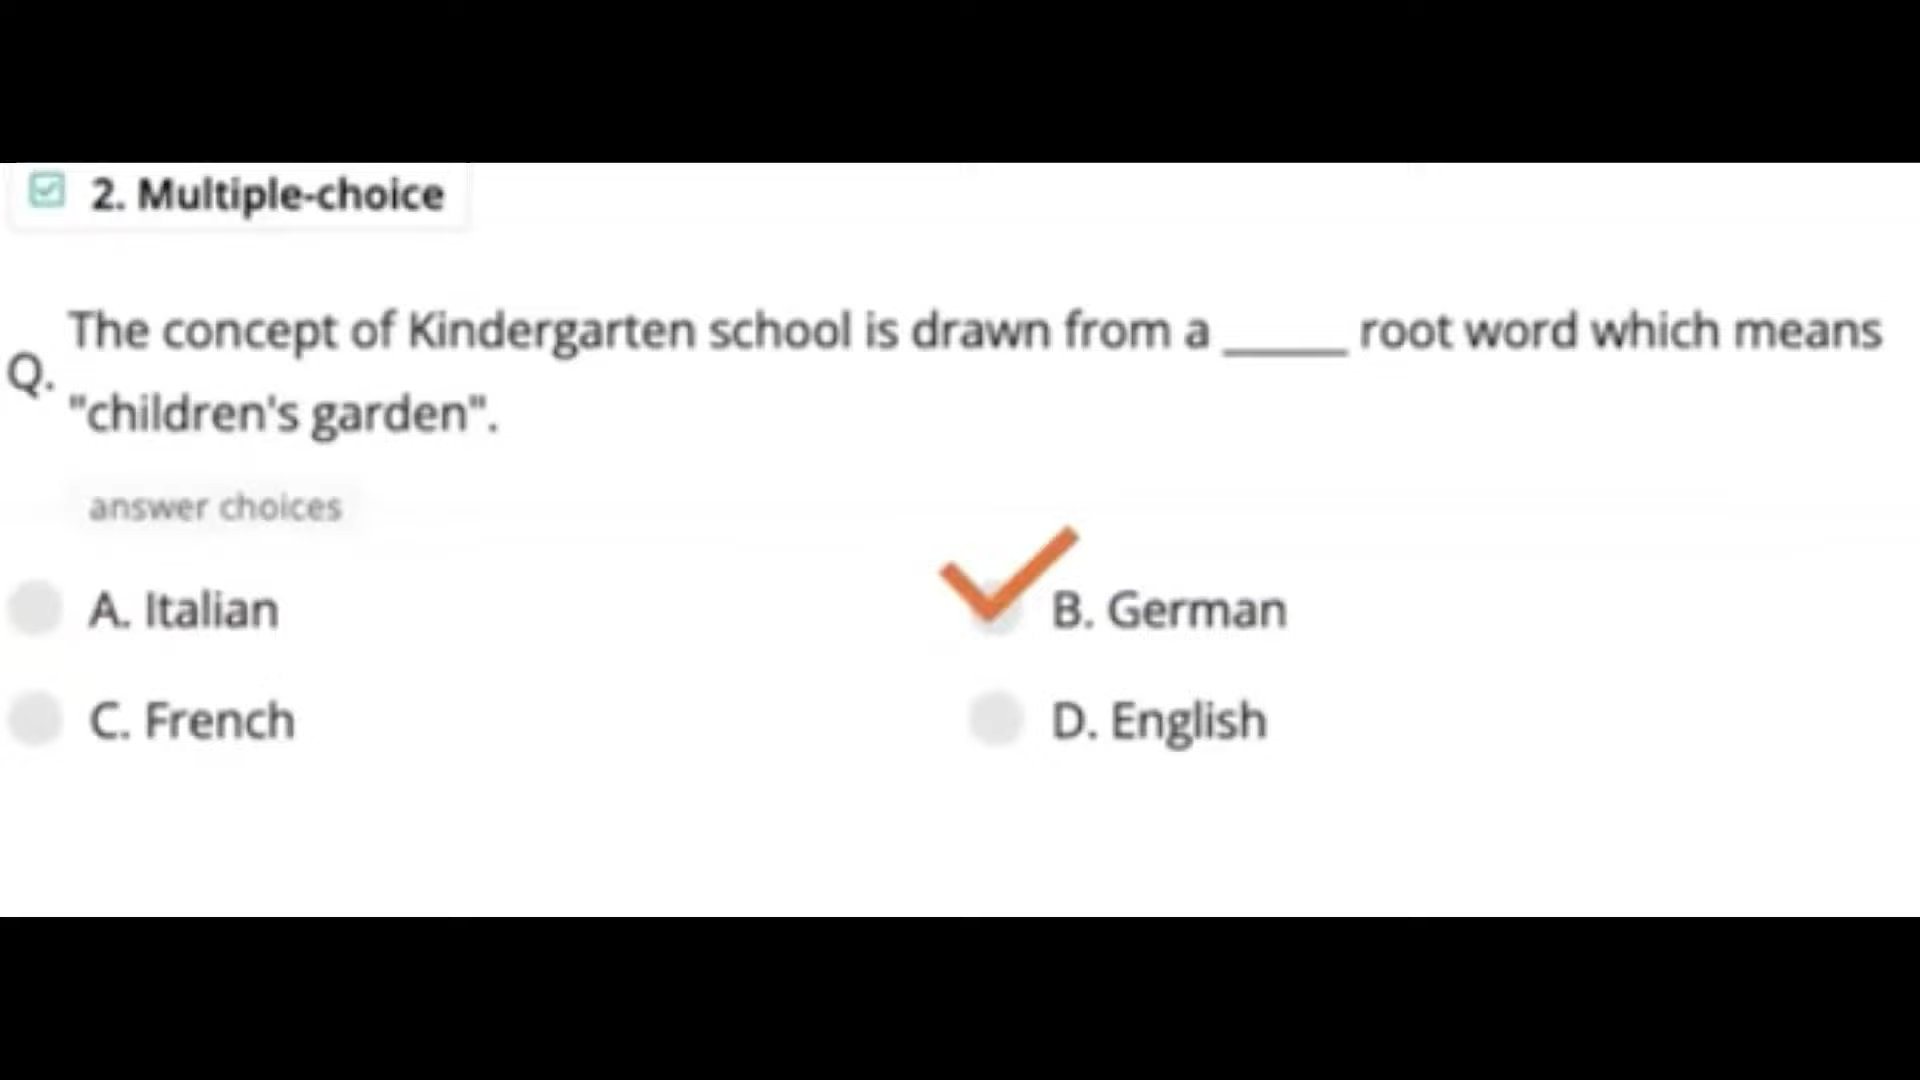 2. Multiple-choice
The concept of Kindergarten school is drawn from a _____ root word which means
Q.
"children's garden".
answer choices
A. Italian
B. German
C. French
D. English